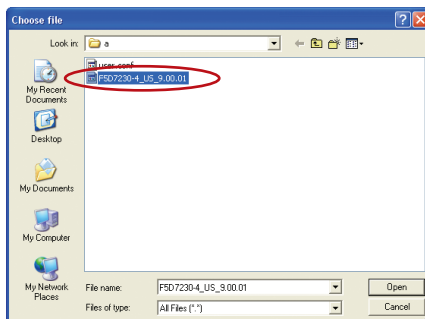 Choose file
Look in:
a
user.conf
F5D7230-4_US_9.00.01
My Recent
Documents
Desktop
My Documents
My Computer
My Network
Places
File name:
F5D7230-4_US_9.00.01
Open
Files of type:
All Files (*.*)
Cancel